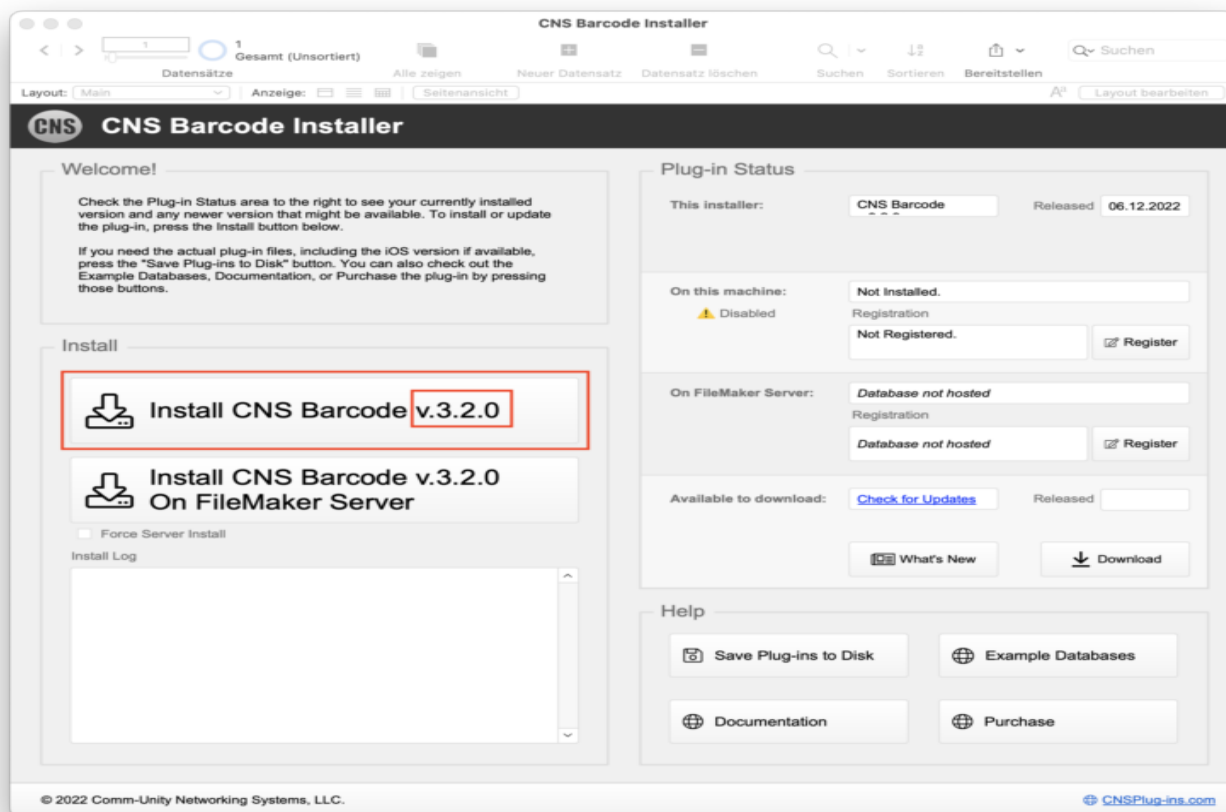 CNS Barcode Installer
1
1
Gesamt (Unsortiert)
Datensätze
Alle zeigen
Neuer Datensatz
Datensatz löschen
Suchen
Sortieren
Bereitstellen
Suchen
Layout: Main
Anzeige:
Seitenansicht
Layout bearbeiten
CNS CNS Barcode Installer
Welcome!
Check the Plug-in Status area to the right to see your currently installed
version and any newer version that might be available. To install or update
the plug-in, press the Install button below.
If you need the actual plug-in files, including the iOS version if available,
press the "Save Plug-ins to Disk" button. You can also check out the
Example Databases, Documentation, or Purchase the plug-in by pressing
those buttons.
Install
Install CNS Barcode v.3.2.0
Install CNS Barcode v.3.2.0
On FileMaker Server
Force Server Install
Install Log
Plug-in Status
This installer:
CNS Barcode
Released 06.12.2022
On this machine:
Not Installed.
Disabled
Registration
Not Registered.
Register
On FileMaker Server:
Database not hosted
Registration
Database not hosted
Register
Available to download:
Check for Updates
Released
What's New
Download
Help
Save Plug-ins to Disk
Example Databases
Documentation
Purchase
© 2022 Comm-Unity Networking Systems, LLC.
CNSPlug-ins.com